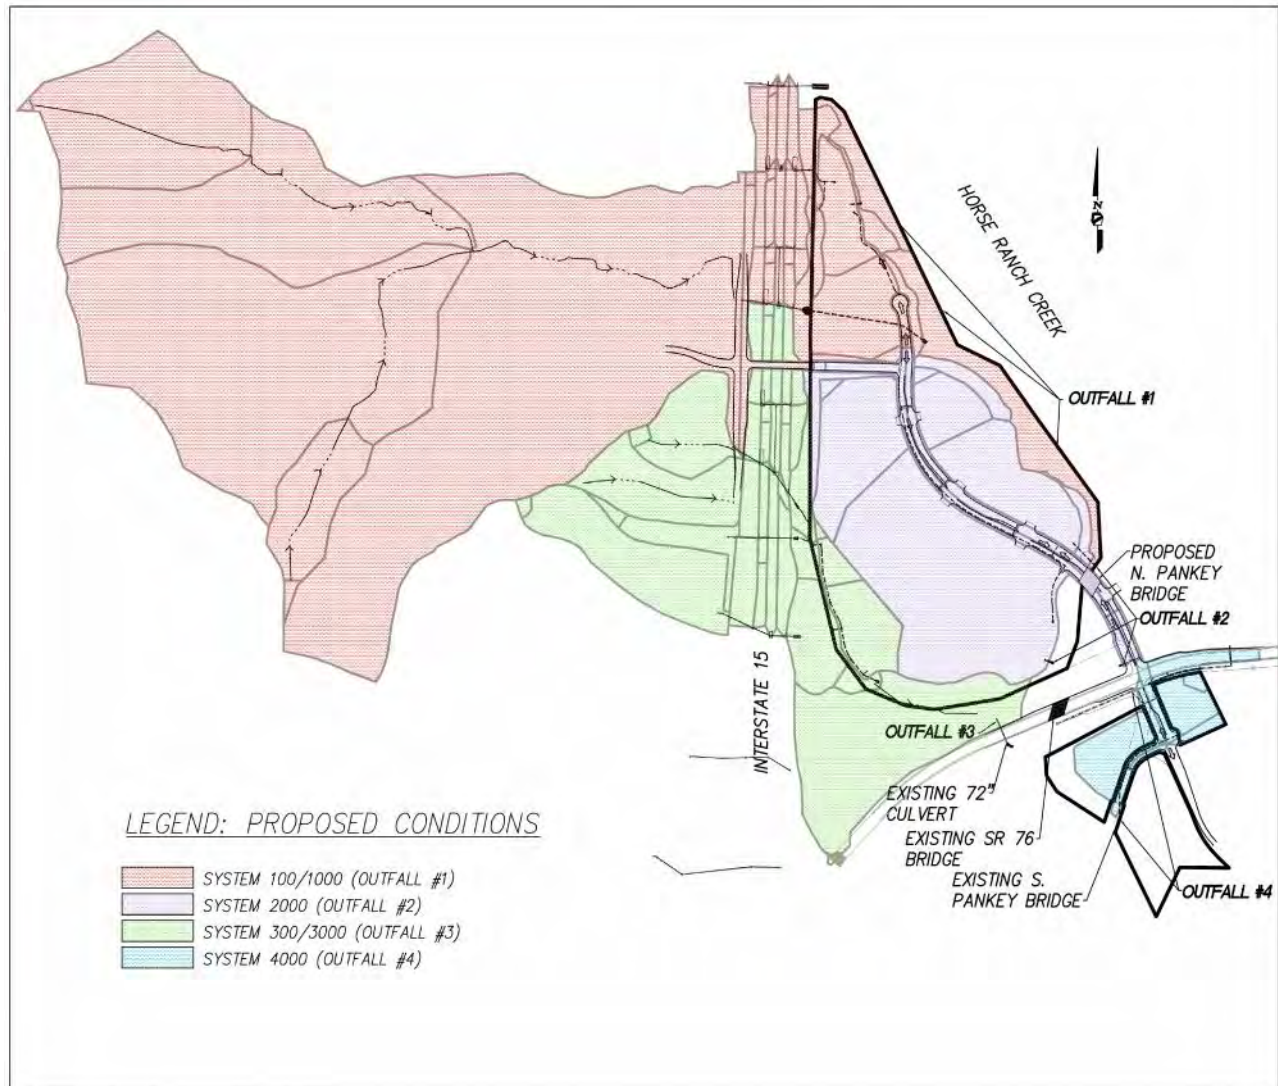 N
HORSE RANCH CREEK
OUTFALL #1
PROPOSED
N. PANKEY
BRIDGE
OUTFALL #2
INTERSTATE 15
OUTFALL #3
EXISTING 72"
CULVERT
EXISTING SR 76
BRIDGE
EXISTING S.
PANKEY BRIDGE
OUTFALL #4
LEGEND: PROPOSED CONDITIONS
SYSTEM 100/1000 (OUTFALL #1)
SYSTEM 2000 (OUTFALL #2)
SYSTEM 300/3000 (OUTFALL #3)
SYSTEM 4000 (OUTFALL #4)